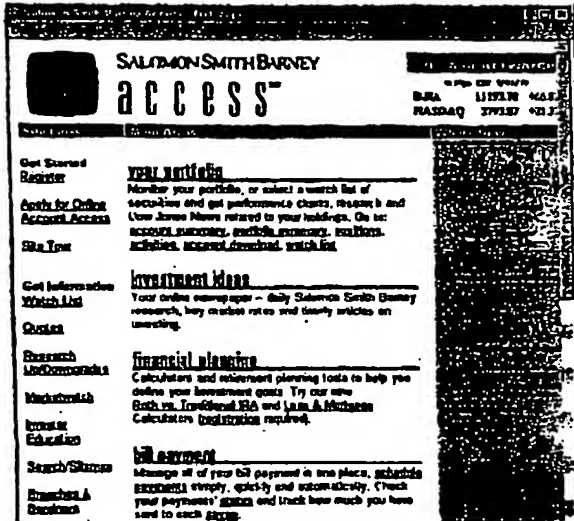 SALOMON SMITH BARNEY
access
Get Started
Register
Apply for Online
Account Access
Site Tour
Get Information
Watch List
Quotes
Research
Up/Downgrades
Marketwatch
Investor
Education
Search/Sitemap
Branches &
your portfolio
Monitor your portfolio, or select a watch list of
securities and get performance charts, research and
Dow Jones News related to your holdings. Go to:
account summary, portfolio summary, positions,
activities, account download, watch list
investment ideas
Your online newspaper – daily Salomon Smith Barney
research, key market rates and timely articles on
investing.
financial planning
Calculators and retirement planning tools to help you
define your investment goals. Try our new
Roth vs. Traditional IRA and Loan & Mortgage
Calculators (registration required).
bill payment
Manage all of your bill payment in one place, schedule
payments simply, quickly and automatically. Check
your payments' status and track how much you have
sent to each payee.
NASDAQ